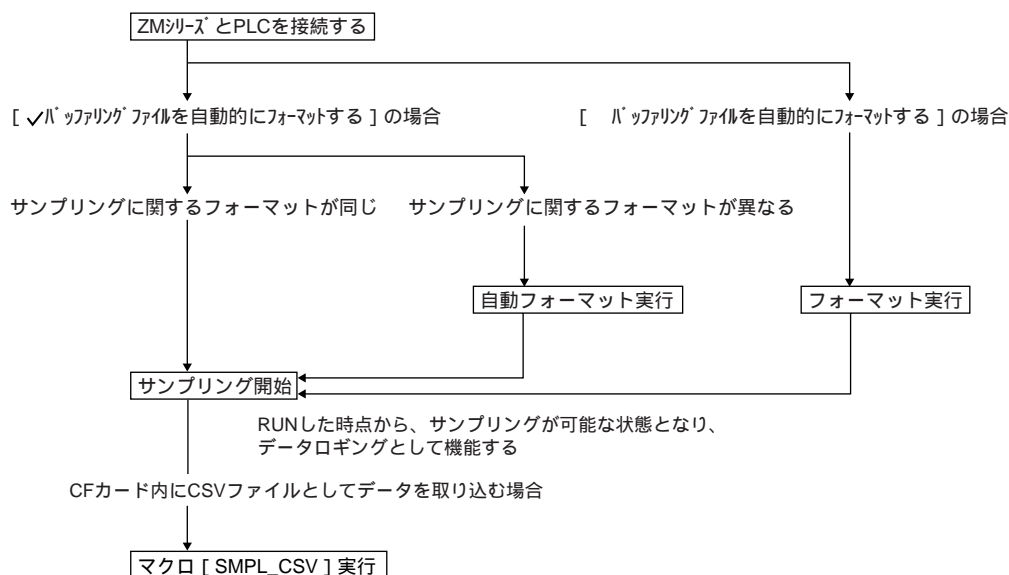 ZMｼﾘｰｽﾞとPLCを接続する
[ ✓ﾊﾞｯﾌｧﾘﾝｸﾞﾌｧｲﾙを自動的にﾌｫｰﾏｯﾄする ] の場合
[ ﾊﾞｯﾌｧﾘﾝｸﾞﾌｧｲﾙを自動的にﾌｫｰﾏｯﾄする ] の場合
サンプリングに関するフォーマットが同じ
サンプリングに関するフォーマットが異なる
自動フォーマット実行
フォーマット実行
サンプリング開始
RUNした時点から、サンプリングが可能な状態となり、
データロギングとして機能する
CFカード内にCSVファイルとしてデータを取り込む場合
マクロ [ SMPL_CSV ] 実行